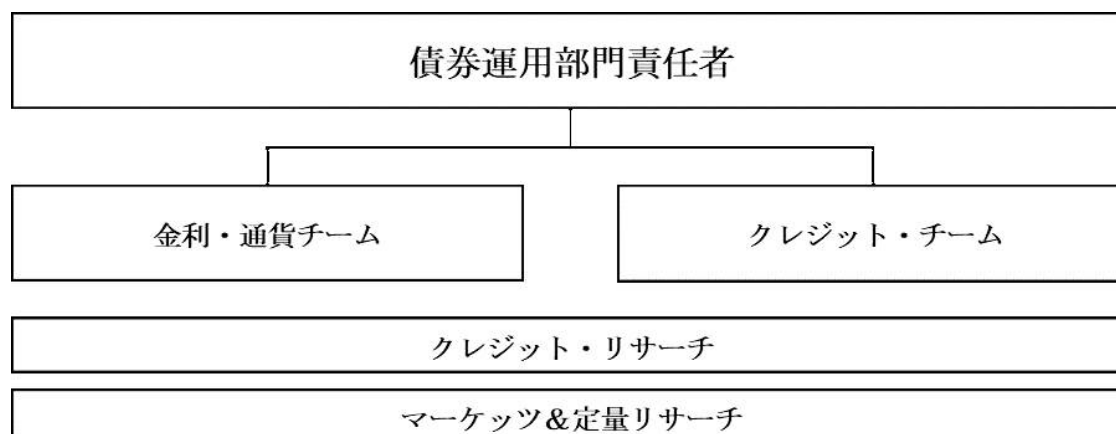 債券運用部門責任者
金利・通貨チーム
クレジット・チーム
クレジット・リサーチ
マーケッツ&定量リサーチ